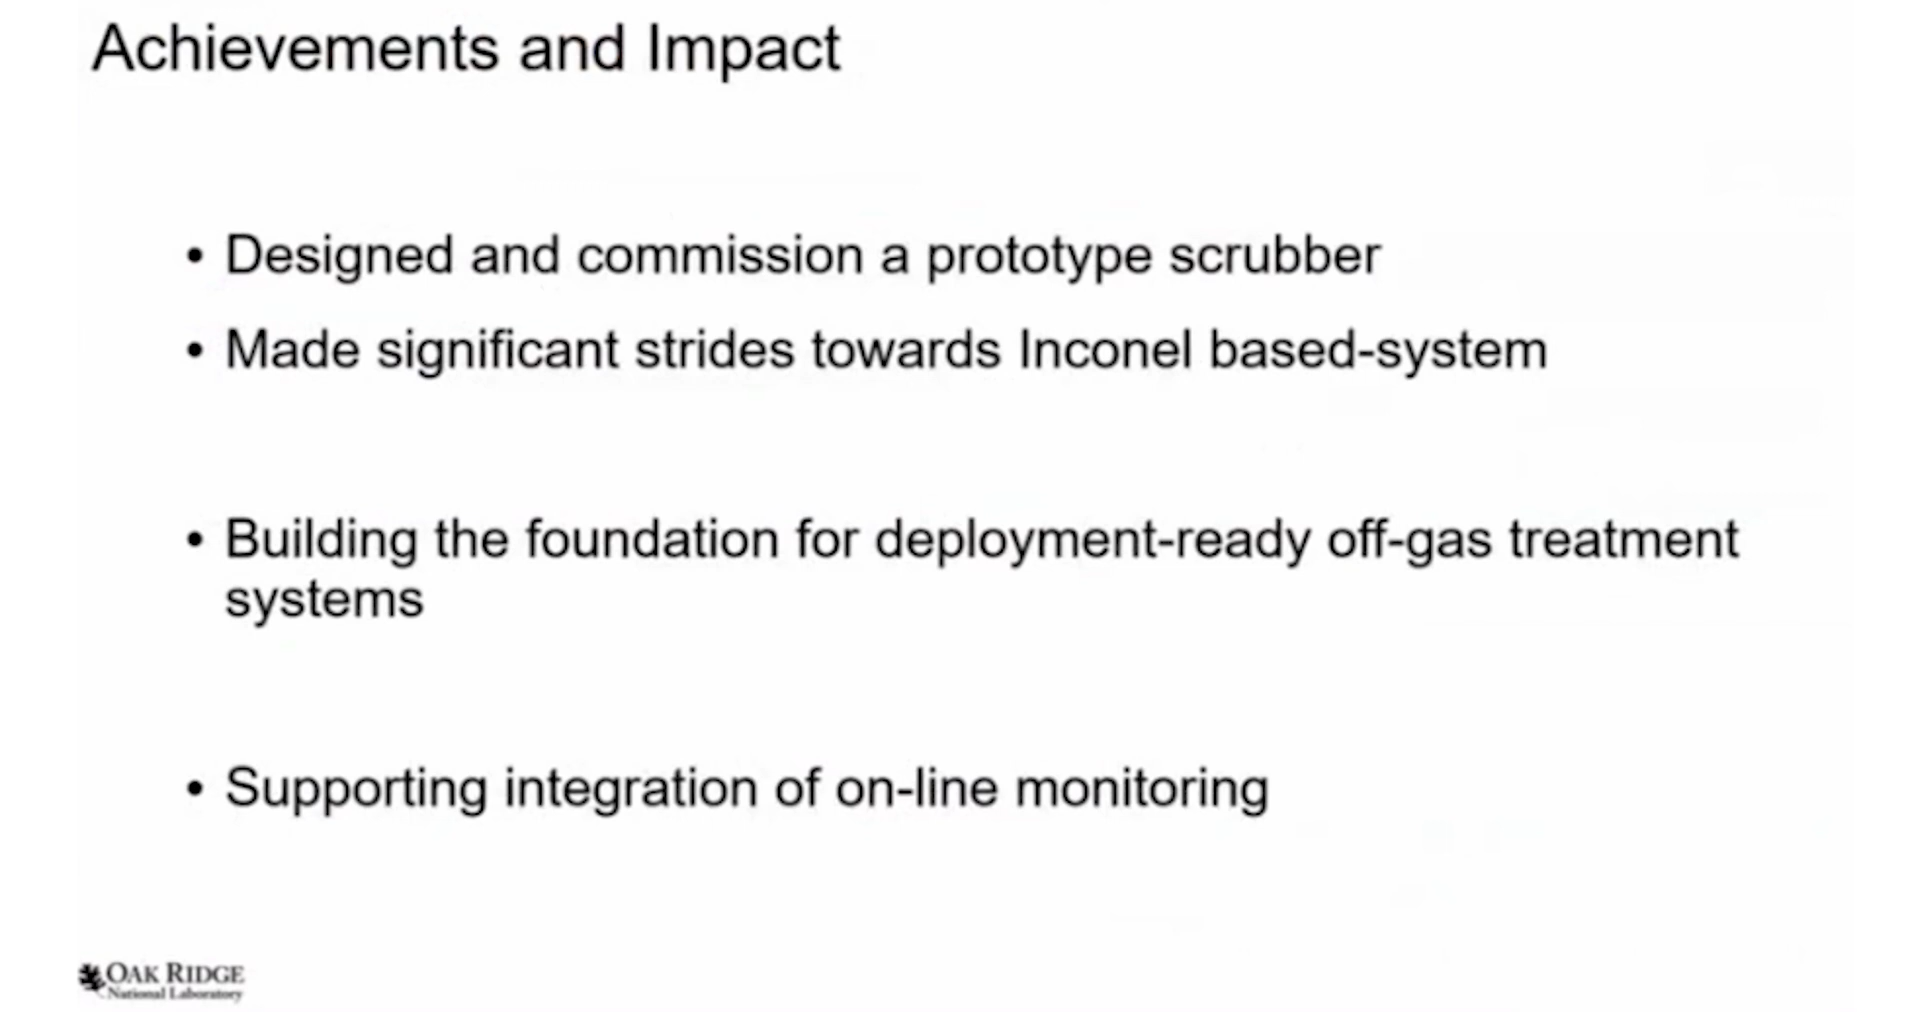 Achievements and Impact
• Designed and commission a prototype scrubber
• Made significant strides towards Inconel based-system
• Building the foundation for deployment-ready off-gas treatment
systems
• Supporting integration of on-line monitoring
OAK RIDGE
National Laboratory